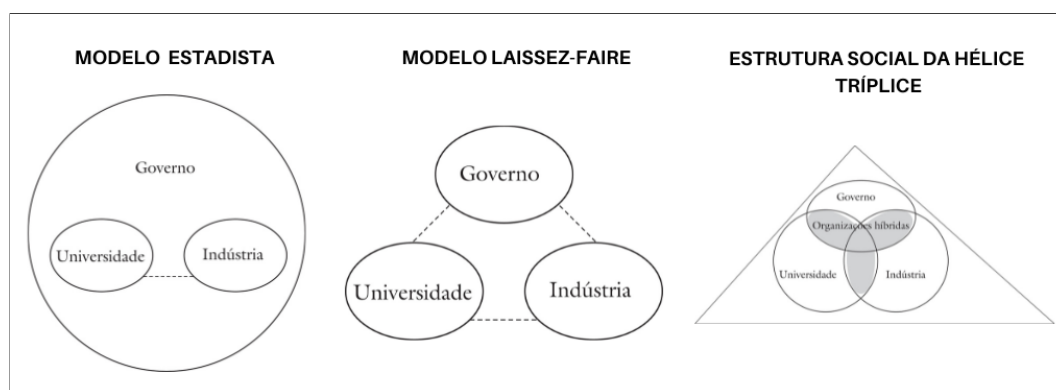 MODELO ESTADISTA
Governo
Universidade
Indústria
MODELO LAISSEZ-FAIRE
Governo
Universidade
Indústria
ESTRUTURA SOCIAL DA HÉLICE
TRÍPLICE
Governo
Organizações híbridas
Universidade
Indústria